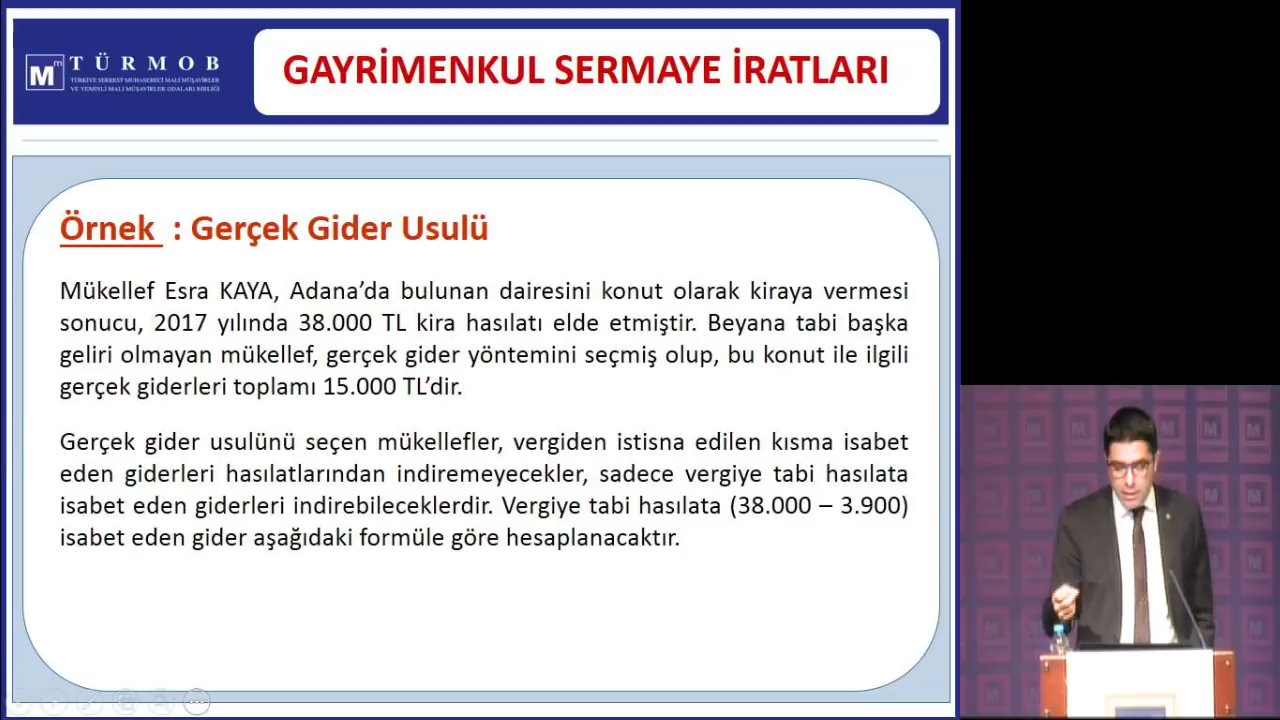 TÜRMOB
TÜRKİYE SERBEST MUHASEBECİ MALİ MÜŞAVİRLER
VE YEMİNLİ MALİ MÜŞAVİRLER ODALARI BİRLİĞİ
GAYRİMENKUL SERMAYE İRATLARI
Örnek : Gerçek Gider Usulü
Mükellef Esra KAYA, Adana’da bulunan dairesini konut olarak kiraya vermesi
sonucu, 2017 yılında 38.000 TL kira hasılatı elde etmiştir. Beyana tabi başka
geliri olmayan mükellef, gerçek gider yöntemini seçmiş olup, bu konut ile ilgili
gerçek giderleri toplamı 15.000 TL’dir.
Gerçek gider usulünü seçen mükellefler, vergiden istisna edilen kısma isabet
eden giderleri hasılatlarından indiremeyecekler, sadece vergiye tabi hasılata
isabet eden giderleri indirebileceklerdir. Vergiye tabi hasılata (38.000 – 3.900)
isabet eden gider aşağıdaki formüle göre hesaplanacaktır.